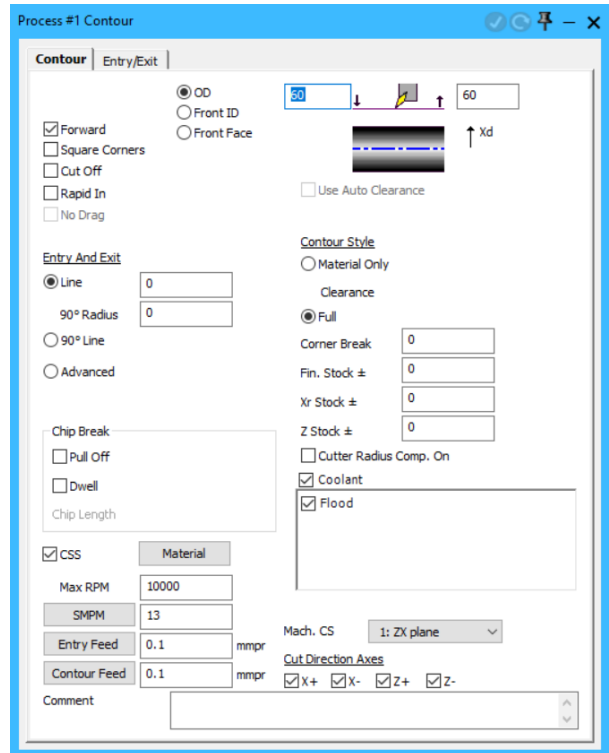 Process #1 Contour
Contour
Entry/Exit
OD
Front ID
Front Face
60
60
Xd
Forward
Square Corners
Cut Off
Rapid In
No Drag
Use Auto Clearance
Entry And Exit
Line
0
90° Radius
0
90° Line
Advanced
Contour Style
Material Only
Clearance
Full
Corner Break
0
Fin. Stock ±
0
Xr Stock ±
0
Z Stock ±
0
Cutter Radius Comp. On
Coolant
Flood
Chip Break
Pull Off
Dwell
Chip Length
CSS
Material
Max RPM
10000
SMPM
13
Entry Feed
0.1
mmpr
Contour Feed
0.1
mmpr
Mach. CS
1: ZX plane
Cut Direction Axes
X+ X- Z+ Z-
Comment